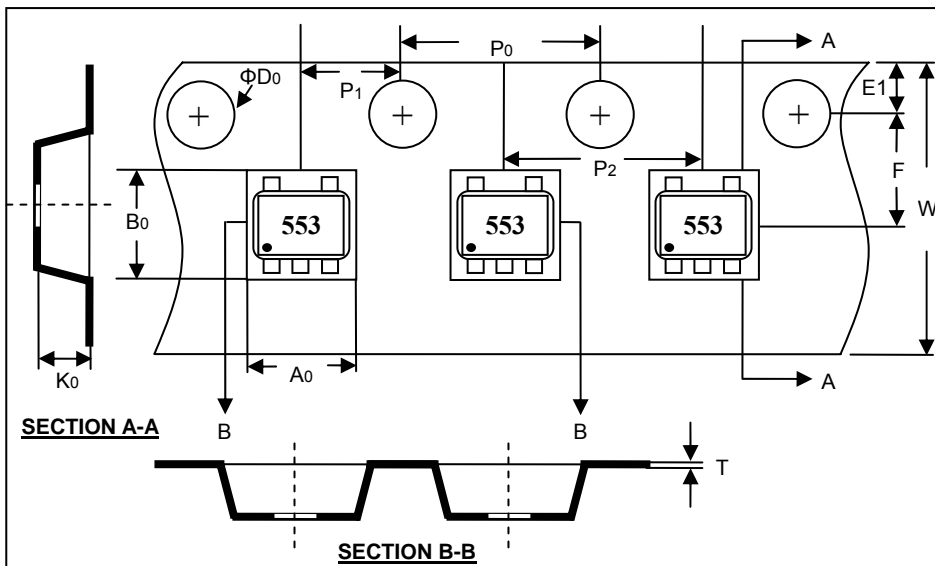 P0
A
ΦD0
P1
E1
P2
F
W
B0
553
553
553
K0
A0
A
SECTION A-A
B
B
T
SECTION B-B